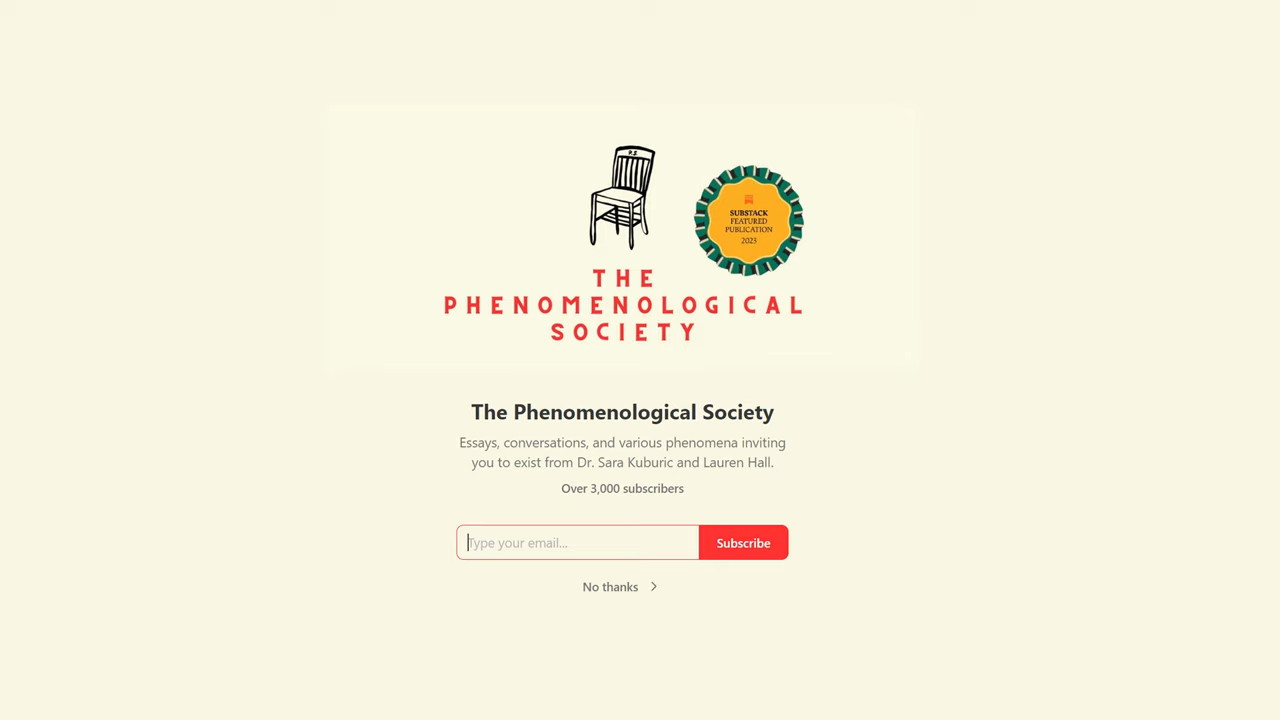 P.S
SUBSTACK
FEATURED
PUBLICATION
2023
THE
PHENOMENOLOGICAL
SOCIETY
The Phenomenological Society
Essays, conversations, and various phenomena inviting
you to exist from Dr. Sara Kuburic and Lauren Hall.
Over 3,000 subscribers
Type your email...
Subscribe
No thanks